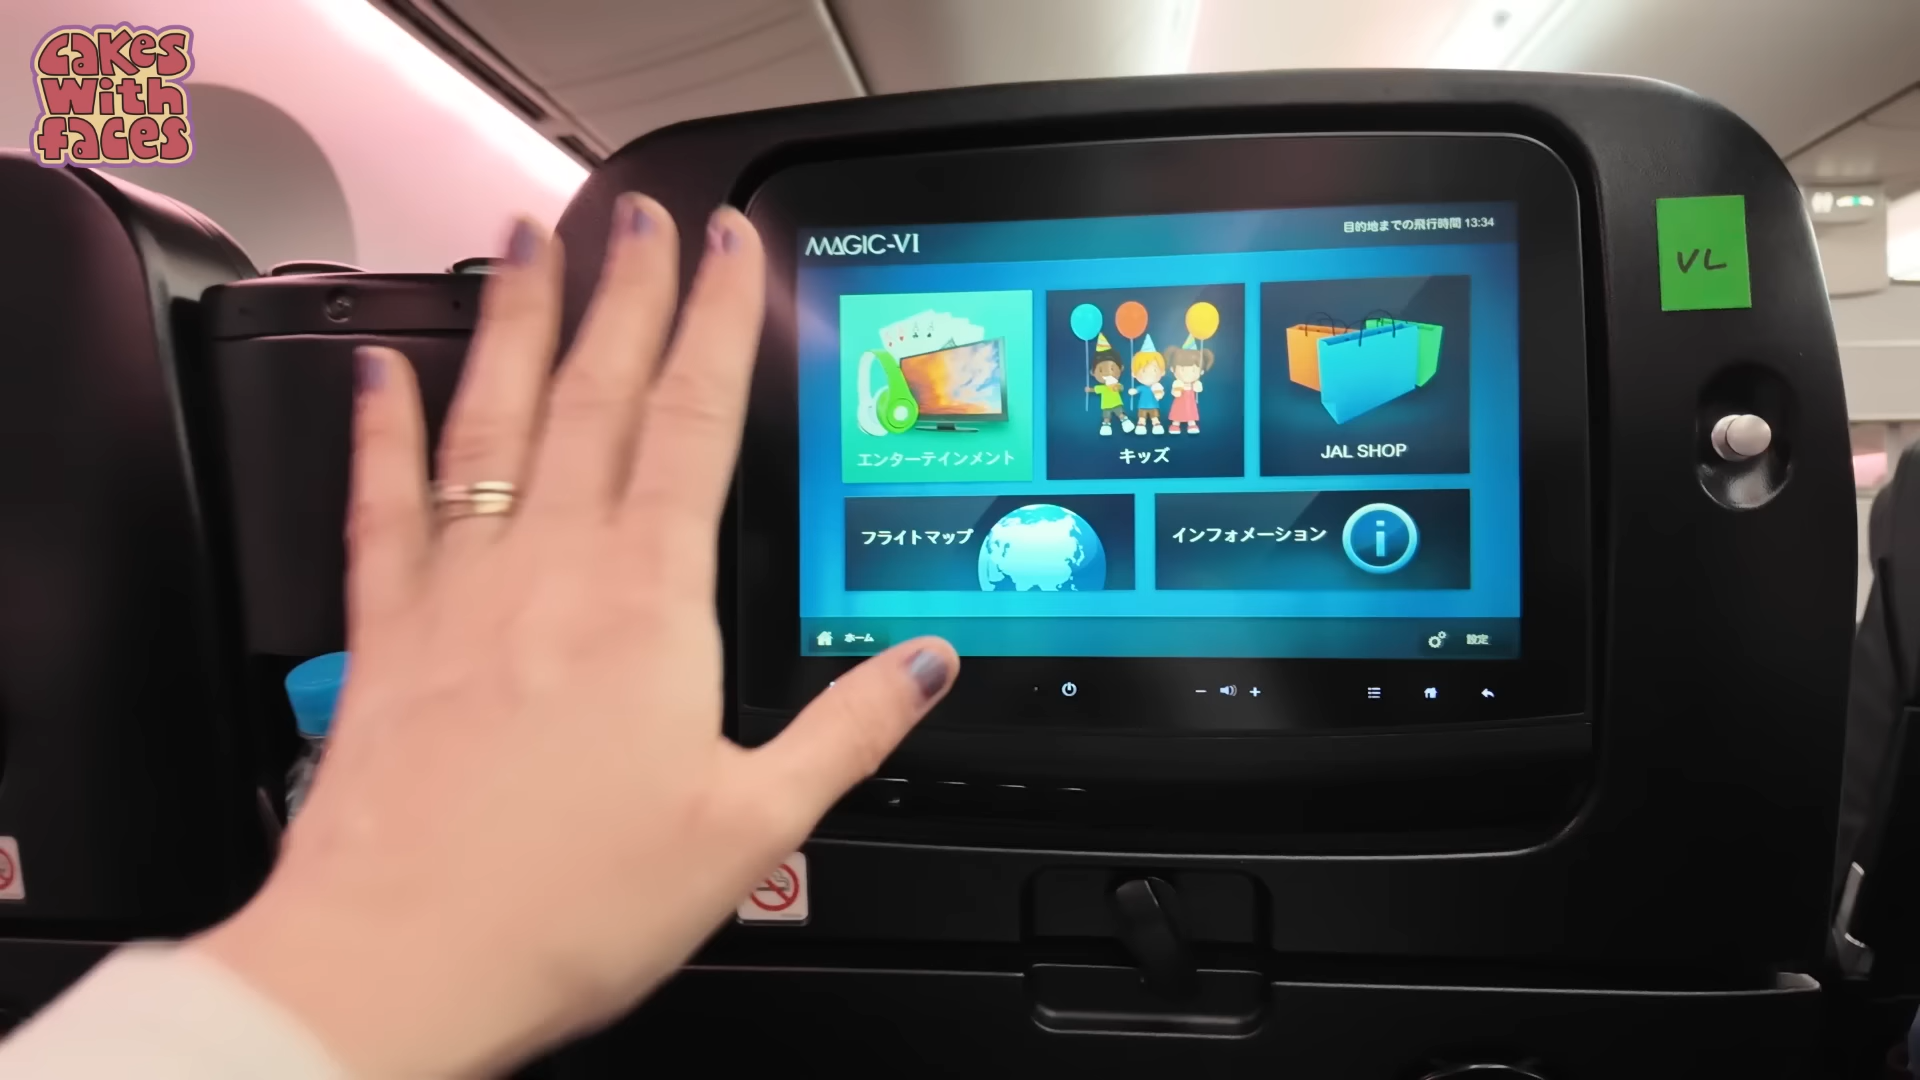 Cakes
With
faces
MAGIC-VI
目的地までの飛行時間 13:34
VL
エンターテインメント
キッズ
JAL SHOP
フライトマップ
インフォメーション
ホーム
設定